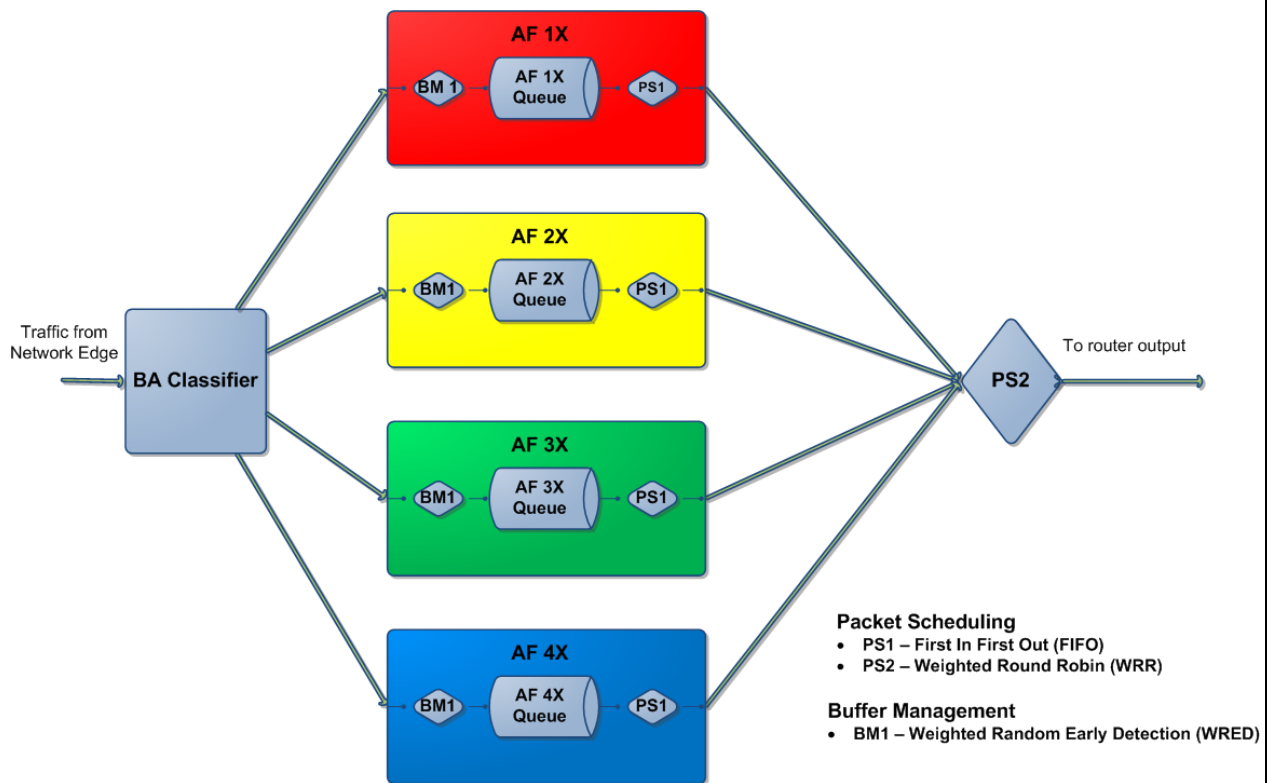 AF 1X
BM 1
AF 1X
Queue
PS1
AF 2X
BM1
AF 2X
Queue
PS1
Traffic from
Network Edge
BA Classifier
To router output
PS2
AF 3X
BM1
AF 3X
Queue
PS1
AF 4X
BM1
AF 4X
Queue
PS1
Packet Scheduling
• PS1 – First In First Out (FIFO)
• PS2 – Weighted Round Robin (WRR)
Buffer Management
• BM1 – Weighted Random Early Detection (WRED)